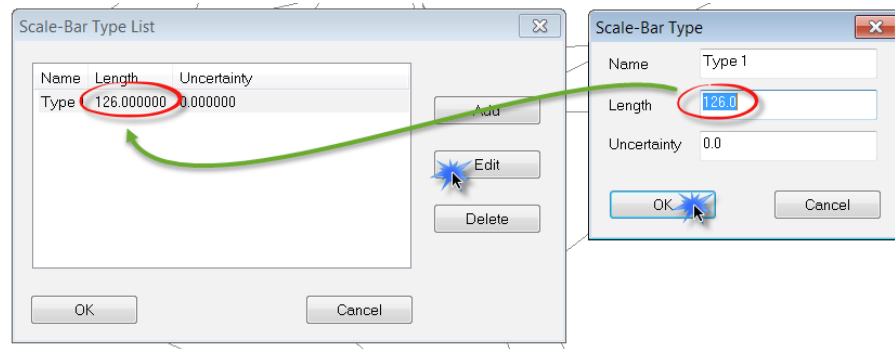 Scale-Bar Type List
Name Length Uncertainty
Type 1 126.000000 0.000000
Add
Edit
Delete
OK Cancel
Scale-Bar Type
Name Type 1
Length 126.0
Uncertainty 0.0
OK Cancel